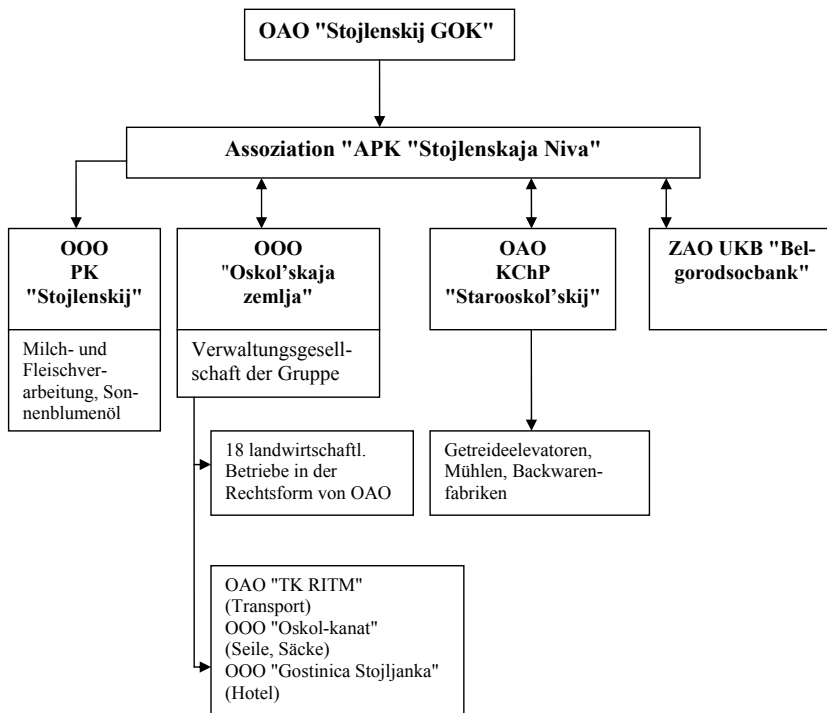 OAO "Stojlenskij GOK"
Assoziation "APK "Stojlenskaja Niva"
OOO
PK
"Stojlenskij"
Milch- und
Fleischver-
arbeitung, Son-
nenblumenöl
OOO
"Oskol'skaja
zemlja"
Verwaltungsgesell-
schaft der Gruppe
OAO
KChP
"Starooskol'skij"
ZAO UKB "Bel-
gorodsocbank"
18 landwirtschaftl.
Betriebe in der
Rechtsform von OAO
Getreideelevatoren,
Mühlen, Backwaren-
fabriken
OAO "TK RITM"
(Transport)
OOO "Oskol-kanat"
(Seile, Säcke)
OOO "Gostinica Stojljanka"
(Hotel)